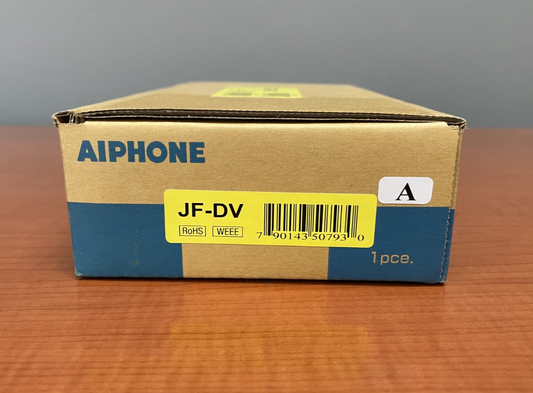 AIPHONE
A
JF-DV
RoHS WEEE
7 90143 50793 0
1pce.